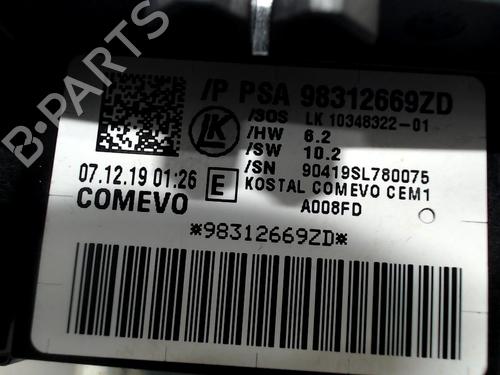 /P PSA 98312669ZD
/SOS LK 10348322-01
/HW 6.2
/SW 10.2
/SN 90419SL780075
LK
07.12.19 01:26
E
KOSTAL COMEVO CEM1
COMEVO
A008FD
*98312669ZD*
B-PARTS